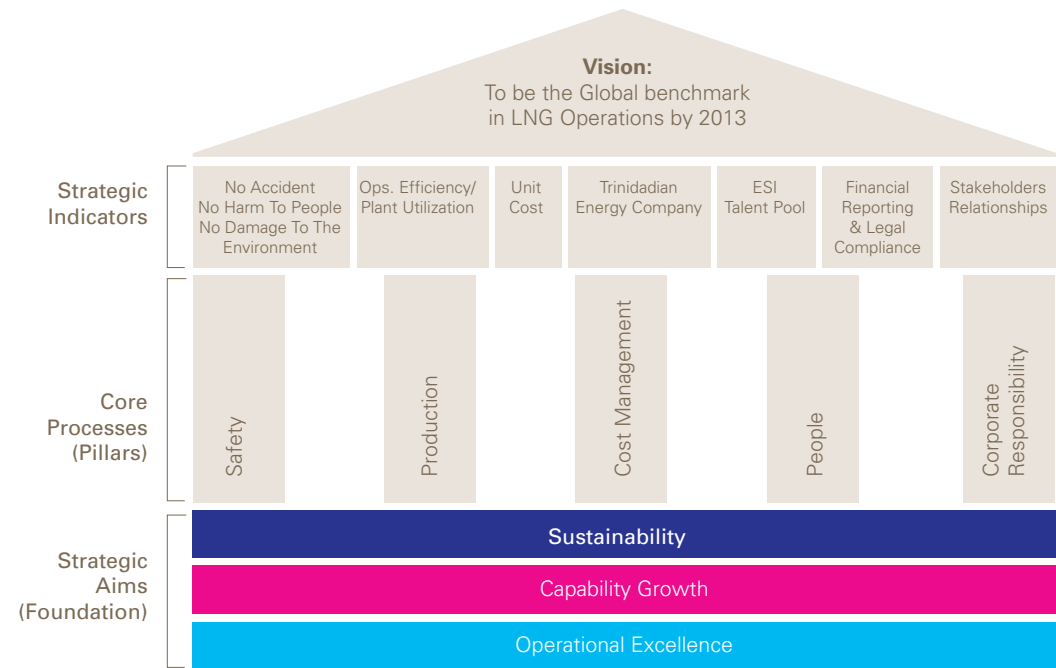 Vision:
To be the Global benchmark
in LNG Operations by 2013
Strategic
Indicators
No Accident
No Harm To People
No Damage To The
Environment
Ops. Efficiency/
Plant Utilization
Unit
Cost
Trinidadian
Energy Company
ESI
Talent Pool
Financial
Reporting
& Legal
Compliance
Stakeholders
Relationships
Core
Processes
(Pillars)
Safety
Production
Cost Management
People
Corporate
Responsibility
Strategic
Aims
(Foundation)
Sustainability
Capability Growth
Operational Excellence